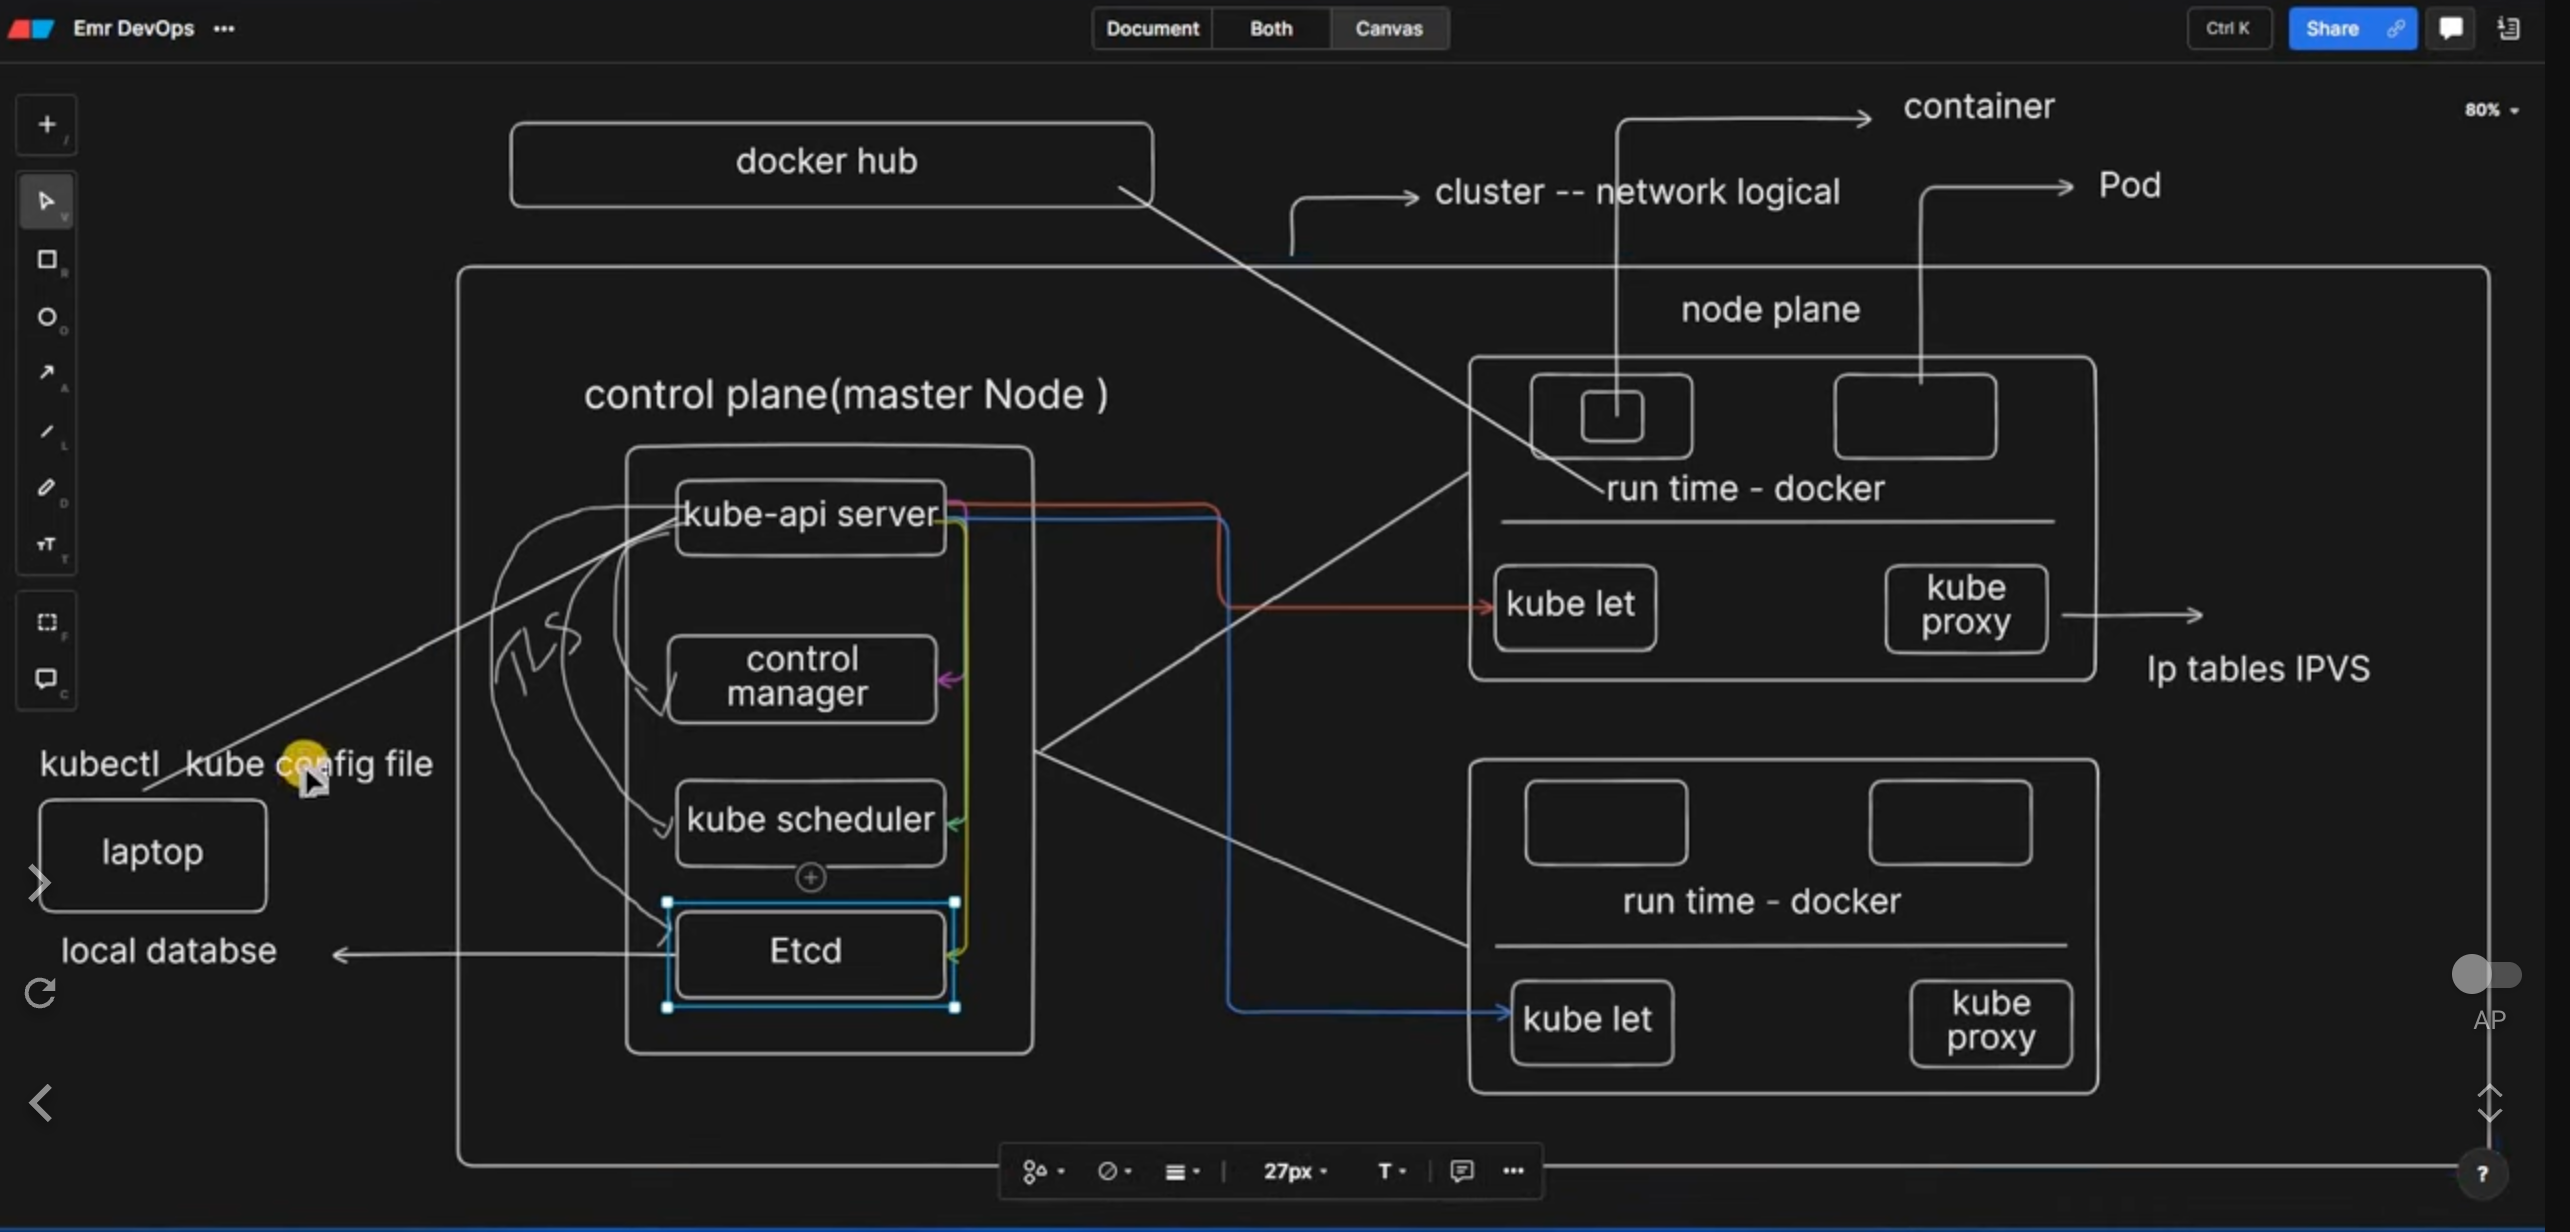 Emr DevOps
Document Both Canvas
Ctrl K
Share
container
80%
docker hub
cluster -- network logical
Pod
node plane
control plane(master Node )
run time - docker
kube-api server
kube let
kube
proxy
TLS
control
manager
Ip tables IPVS
kubectl kube config file
kube scheduler
laptop
run time - docker
Etcd
local databse
kube let
kube
proxy
AP
27px
T
?